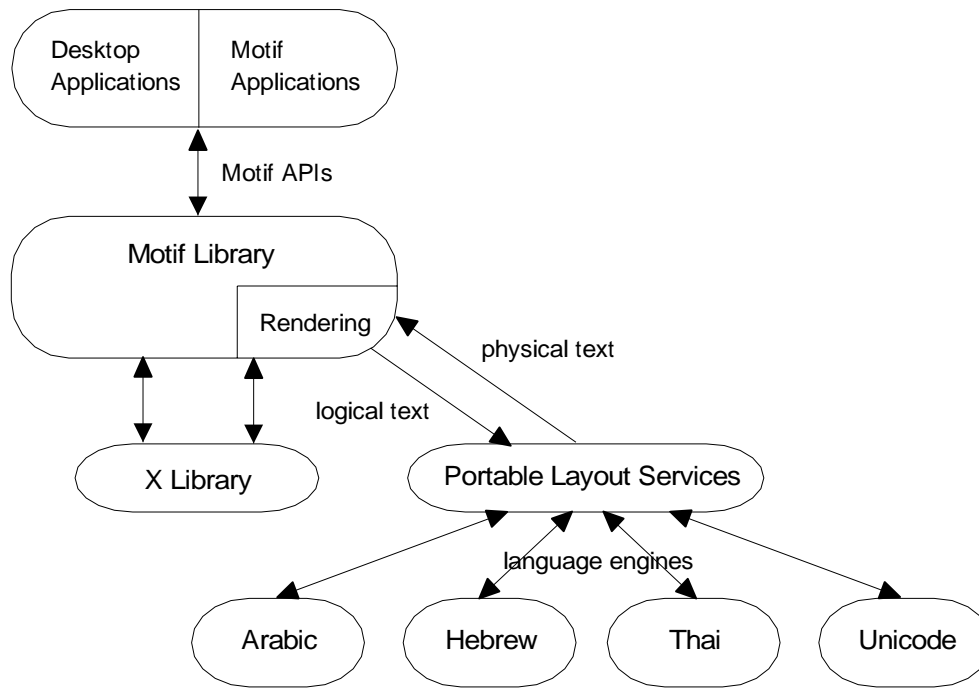 Desktop
Applications
Motif
Applications
Motif APIs
Motif Library
Rendering
physical text
logical text
X Library
Portable Layout Services
language engines
Arabic
Hebrew
Thai
Unicode